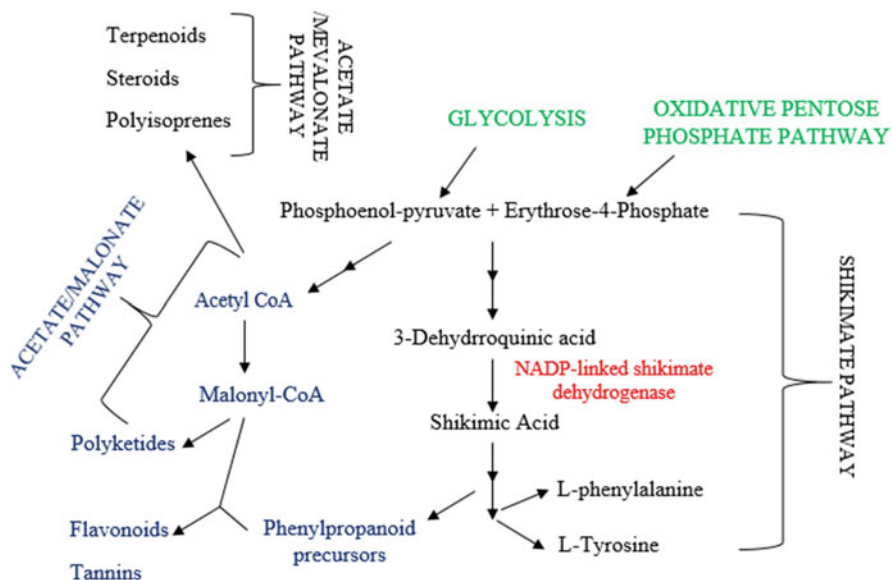 Terpenoids
Steroids
Polyisoprenes
ACETATE
/MEVALONATE
PATHWAY
GLYCOLYSIS
OXIDATIVE PENTOSE
PHOSPHATE PATHWAY
Phosphoenol-pyruvate + Erythrose-4-Phosphate
ACETATE/MALONATE
PATHWAY
Acetyl CoA
3-Dehydrroquinic acid
NADP-linked shikimate
dehydrogenase
Malonyl-CoA
Shikimic Acid
SHIKIMATE PATHWAY
Polyketides
L-phenylalanine
Flavonoids
Tannins
Phenylpropanoid
precursors
L-Tyrosine